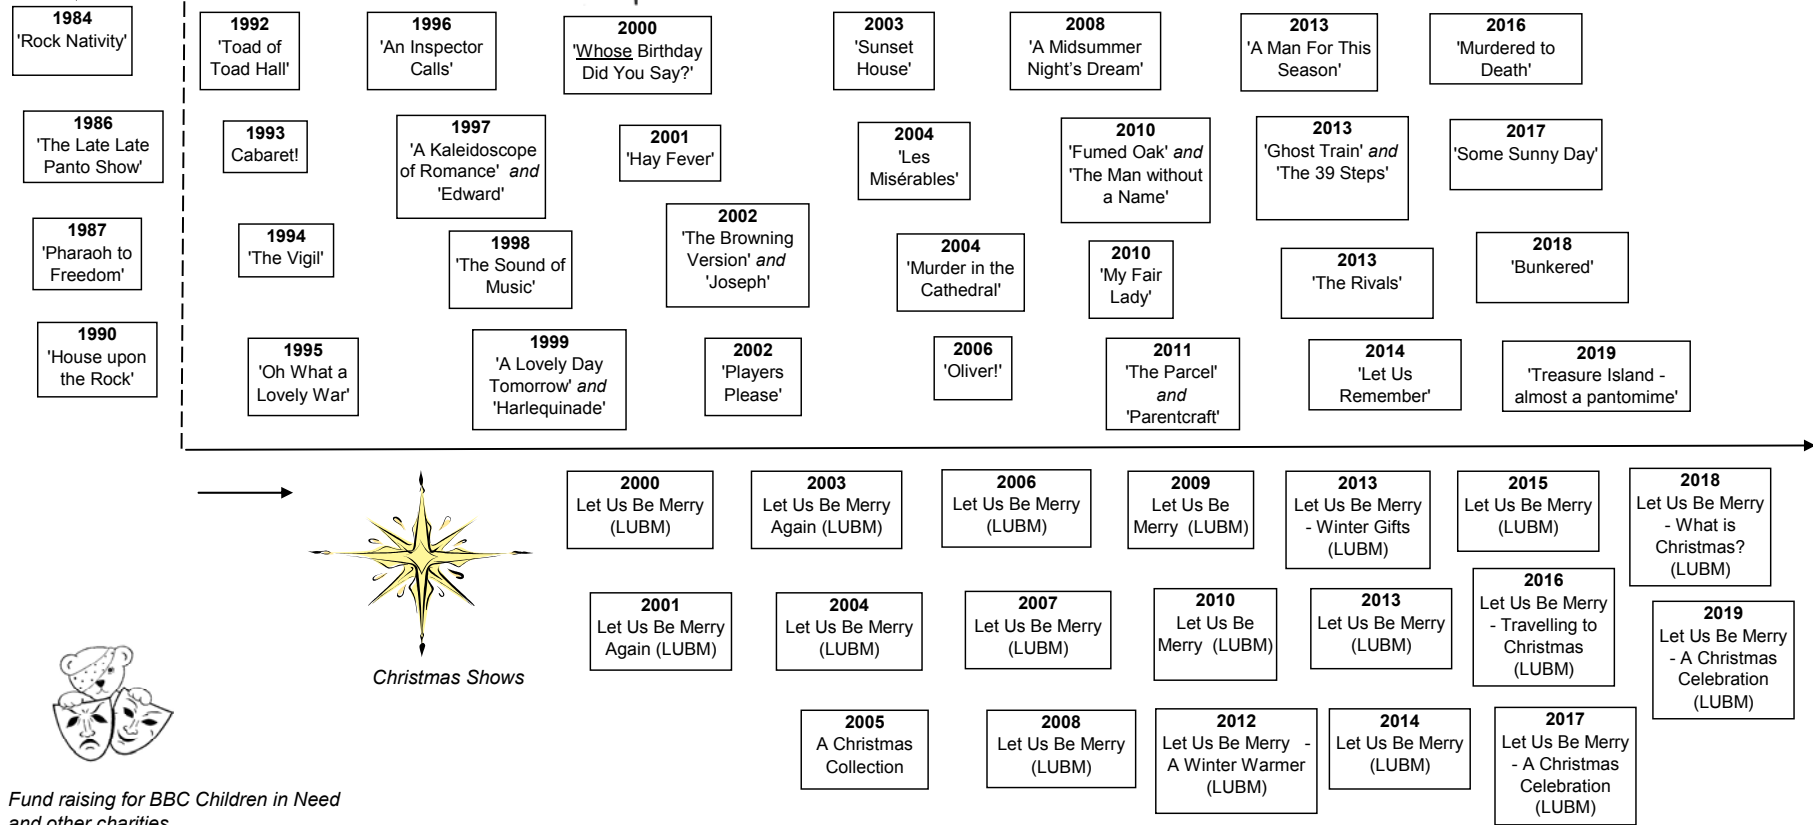 1984
'Rock Nativity'
1986
'The Late Late
Panto Show'
1987
'Pharaoh to
Freedom'
1990
'House upon
the Rock'
1992
'Toad of
Toad Hall'
1993
Cabaret!
1994
'The Vigil'
1995
'Oh What a
Lovely War'
1996
'An Inspector
Calls'
1997
'A Kaleidoscope
of Romance' and
'Edward'
1998
'The Sound of
Music'
1999
'A Lovely Day
Tomorrow' and
'Harlequinade'
2000
'Whose Birthday
Did You Say?'
2001
'Hay Fever'
2002
'The Browning
Version' and
'Joseph'
2002
'Players
Please'
2003
'Sunset
House'
2004
'Les
Misérables'
2004
'Murder in the
Cathedral'
2006
'Oliver!'
2008
'A Midsummer
Night's Dream'
2010
'Fumed Oak' and
'The Man without
a Name'
2010
'My Fair
Lady'
2011
'The Parcel'
and
'Parentcraft'
2013
'A Man For This
Season'
2013
'Ghost Train' and
'The 39 Steps'
2013
'The Rivals'
2014
'Let Us
Remember'
2016
'Murdered to
Death'
2017
'Some Sunny Day'
2018
'Bunkered'
2019
'Treasure Island -
almost a pantomime'
Christmas Shows
2000
Let Us Be Merry
(LUBM)
2001
Let Us Be Merry
Again (LUBM)
2003
Let Us Be Merry
Again (LUBM)
2004
Let Us Be Merry
(LUBM)
2005
A Christmas
Collection
2006
Let Us Be Merry
(LUBM)
2007
Let Us Be Merry
(LUBM)
2008
Let Us Be Merry
(LUBM)
2009
Let Us Be
Merry (LUBM)
2010
Let Us Be
Merry (LUBM)
2012
Let Us Be Merry -
A Winter Warmer
(LUBM)
2013
Let Us Be Merry
- Winter Gifts
(LUBM)
2013
Let Us Be Merry
(LUBM)
2014
Let Us Be Merry
(LUBM)
2015
Let Us Be Merry
(LUBM)
2016
Let Us Be Merry
- Travelling to
Christmas
(LUBM)
2017
Let Us Be Merry
- A Christmas
Celebration
(LUBM)
2018
Let Us Be Merry
- What is
Christmas?
(LUBM)
2019
Let Us Be Merry
- A Christmas
Celebration
(LUBM)
Fund raising for BBC Children in Need
and other charities